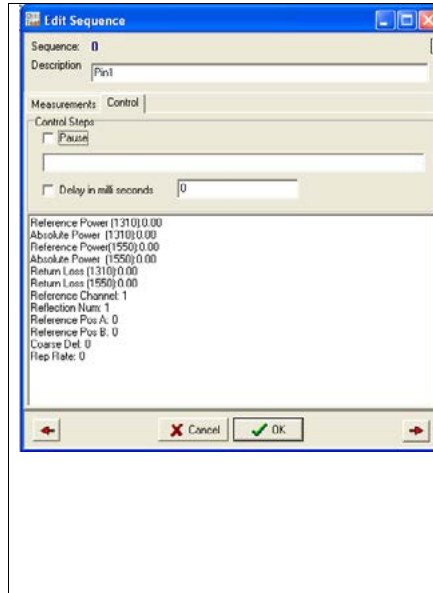 Edit Sequence
Sequence: 0
Description Pin1
Measurements Control
Control Steps
Pause
Delay in milli seconds 0
Reference Power (1310):0.00
Absolute Power (1310):0.00
Reference Power(1550):0.00
Absolute Power (1550):0.00
Return Loss (1310):0.00
Return Loss (1550):0.00
Reference Channel: 1
Reflection Num: 1
Reference Pos A: 0
Reference Pos B: 0
Coarse Del: 0
Rep Rate: 0
Cancel OK